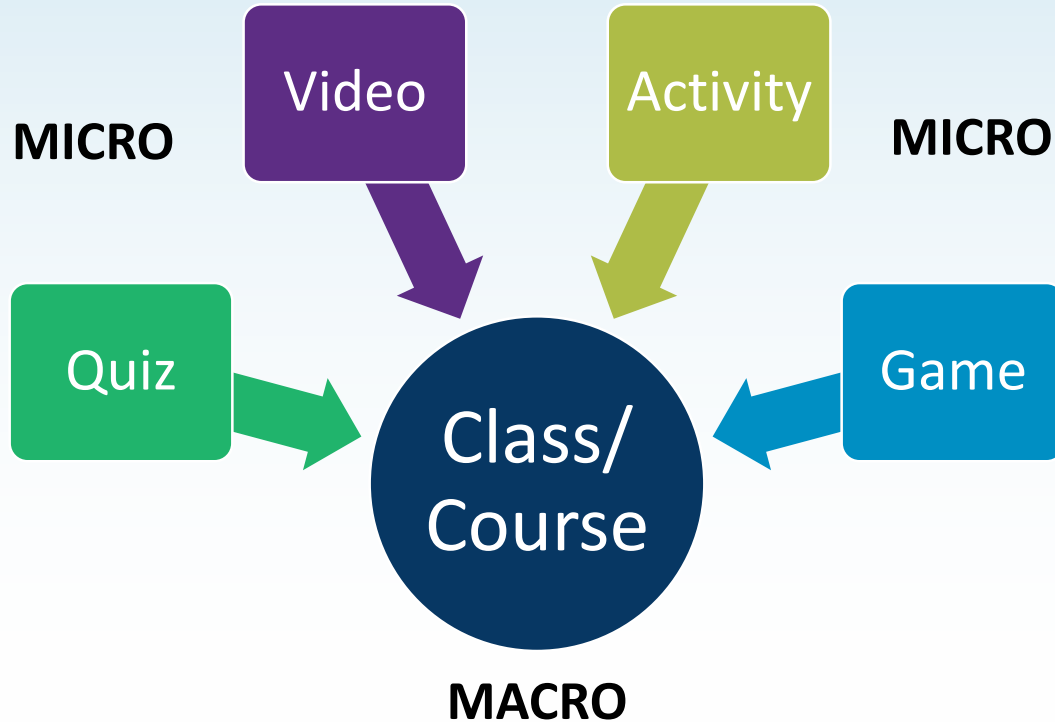 Video
Activity
MICRO
MICRO
Quiz
Game
Class/
Course
MACRO